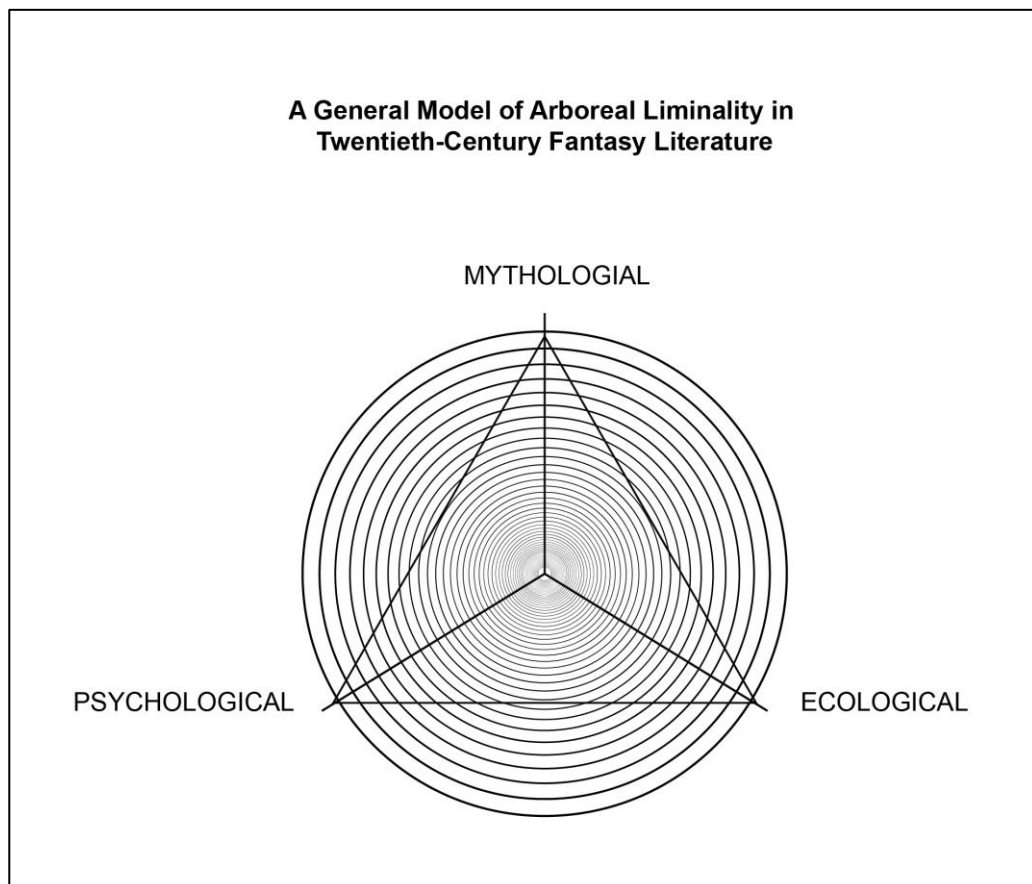 A General Model of Arboreal Liminality in
Twentieth-Century Fantasy Literature
MYTHOLOGIAL
PSYCHOLOGICAL
ECOLOGICAL